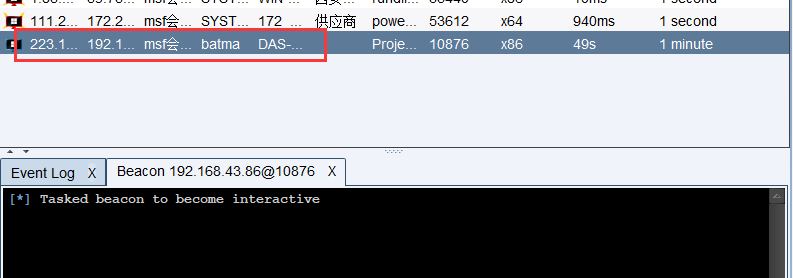 111.2... 172.2... msf会... SYST... 172_... 供应商 powe... 53612 x64 940ms 1 second
223.1... 192.1... msf会... batma DAS-... Proje... 10876 x86 49s 1 minute
Event Log X Beacon 192.168.43.86@10876 X
[*] Tasked beacon to become interactive